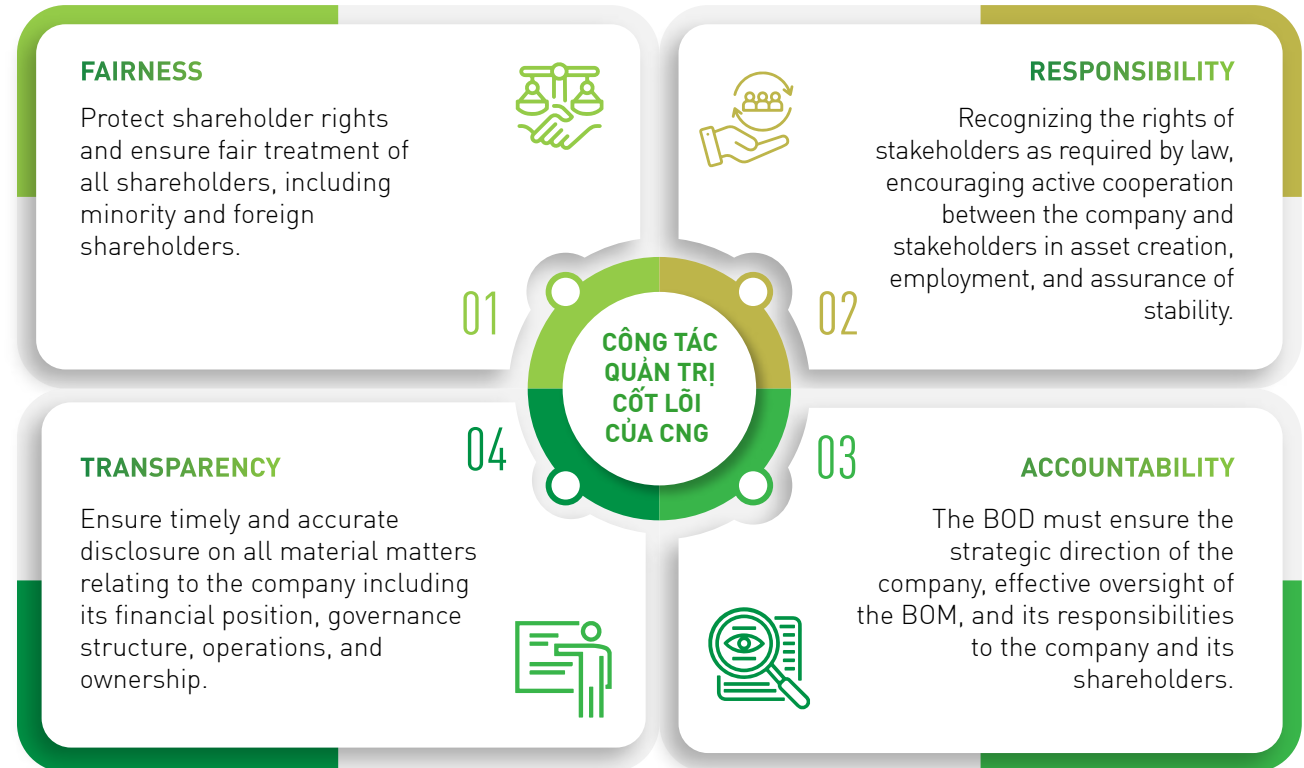 FAIRNESS
Protect shareholder rights
and ensure fair treatment of
all shareholders, including
minority and foreign
shareholders.
01
RESPONSIBILITY
Recognizing the rights of
stakeholders as required by law,
encouraging active cooperation
between the company and
stakeholders in asset creation,
employment, and assurance of
stability.
02
CÔNG TÁC
QUẢN TRỊ
CỐT LÕI
CỦA CNG
03
ACCOUNTABILITY
The BOD must ensure the
strategic direction of the
company, effective oversight of
the BOM, and its responsibilities
to the company and its
shareholders.
04
TRANSPARENCY
Ensure timely and accurate
disclosure on all material matters
relating to the company including
its financial position, governance
structure, operations, and
ownership.